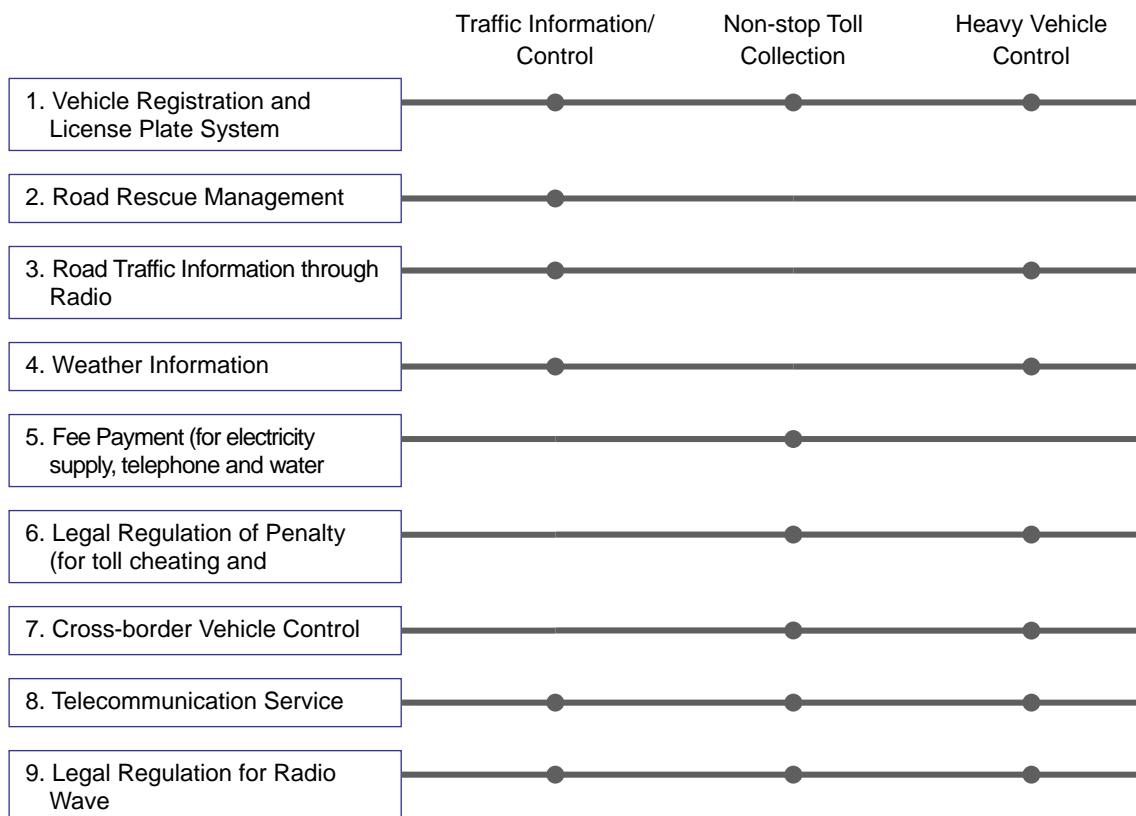 Traffic Information/
Control
Non-stop Toll
Collection
Heavy Vehicle
Control
1. Vehicle Registration and
License Plate System
2. Road Rescue Management
3. Road Traffic Information through
Radio
4. Weather Information
5. Fee Payment (for electricity
supply, telephone and water
6. Legal Regulation of Penalty
(for toll cheating and
7. Cross-border Vehicle Control
8. Telecommunication Service
9. Legal Regulation for Radio
Wave